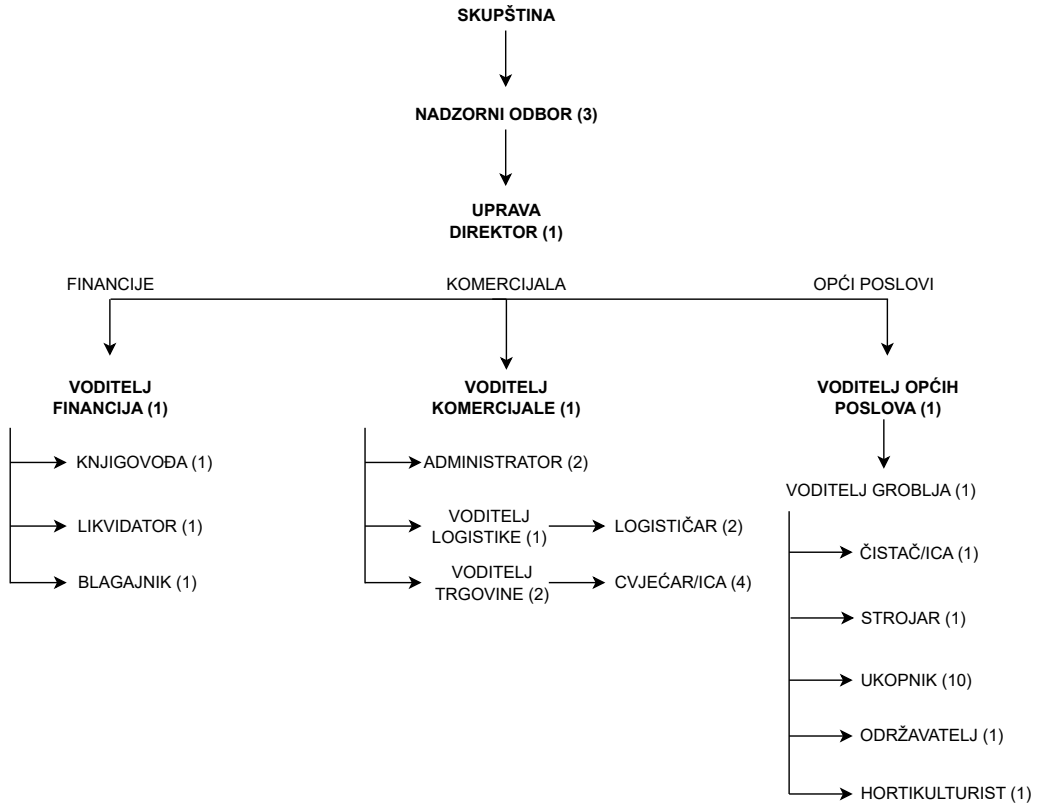 SKUPŠTINA
NADZORNI ODBOR (3)
UPRAVA
DIREKTOR (1)
FINANCIJE
KOMERCIJALA
OPĆI POSLOVI
VODITELJ
FINANCIJA (1)
KNJIGOVOĐA (1)
LIKVIDATOR (1)
BLAGAJNIK (1)
VODITELJ
KOMERCIJALE (1)
ADMINISTRATOR (2)
VODITELJ
LOGISTIKE (1)
LOGISTIČAR (2)
VODITELJ
TRGOVINE (2)
CVJEĆAR/ICA (4)
VODITELJ OPĆIH
POSLOVA (1)
VODITELJ GROBLJA (1)
ČISTAČ/ICA (1)
STROJAR (1)
UKOPNIK (10)
ODRŽAVATELJ (1)
HORTIKULTURIST (1)